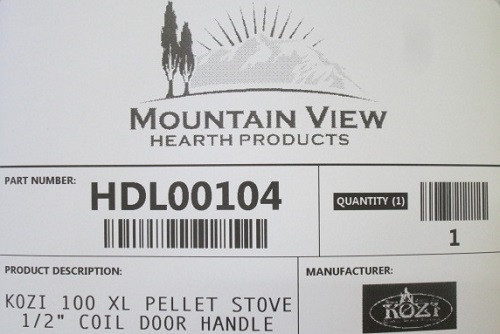 MOUNTAIN VIEW
HEARTH PRODUCTS
PART NUMBER: HDL00104
QUANTITY (1)
1
PRODUCT DESCRIPTION:
KOZI 100 XL PELLET STOVE
1/2" COIL DOOR HANDLE
MANUFACTURER:
KOZI